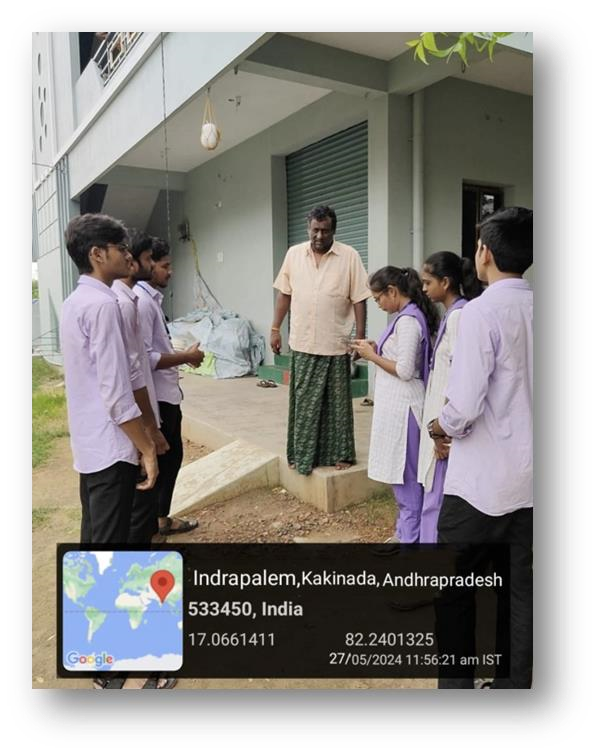 Indrapalem,Kakinada, Andhrapradesh
533450, India
17.0661411 82.2401325
27/05/2024 11:56:21 am IST
Google